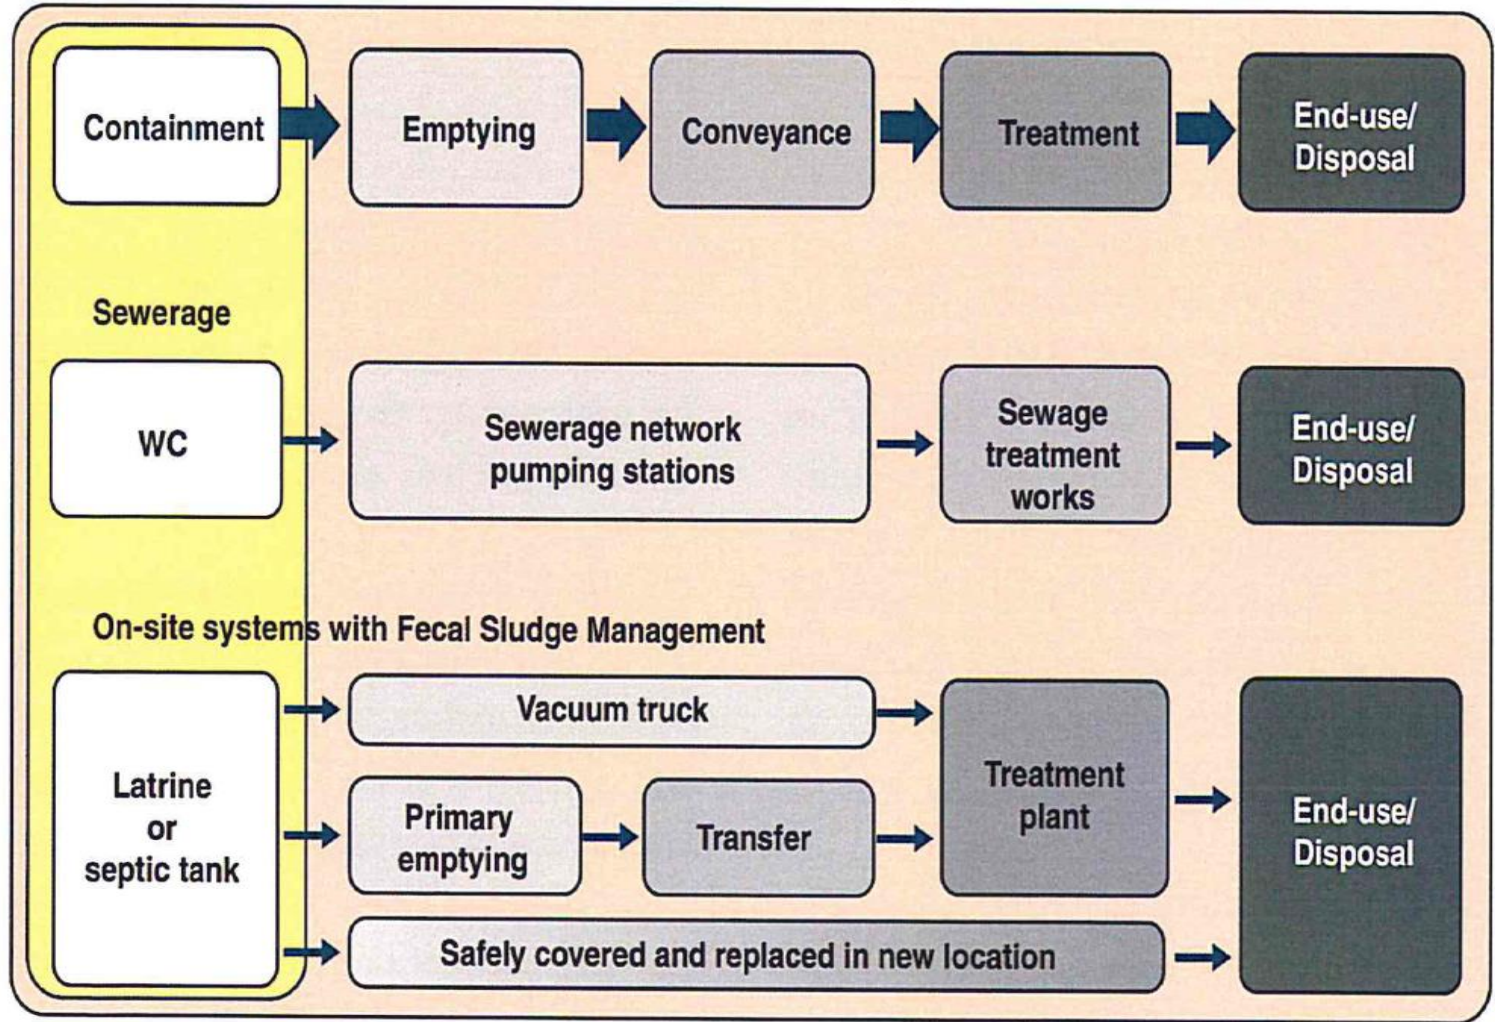 Containment
Emptying
Conveyance
Treatment
End-use/
Disposal
Sewerage
WC
Sewerage network
pumping stations
Sewage
treatment
works
End-use/
Disposal
On-site systems with Fecal Sludge Management
Latrine
or
septic tank
Vacuum truck
Primary
emptying
Transfer
Treatment
plant
Safely covered and replaced in new location
End-use/
Disposal